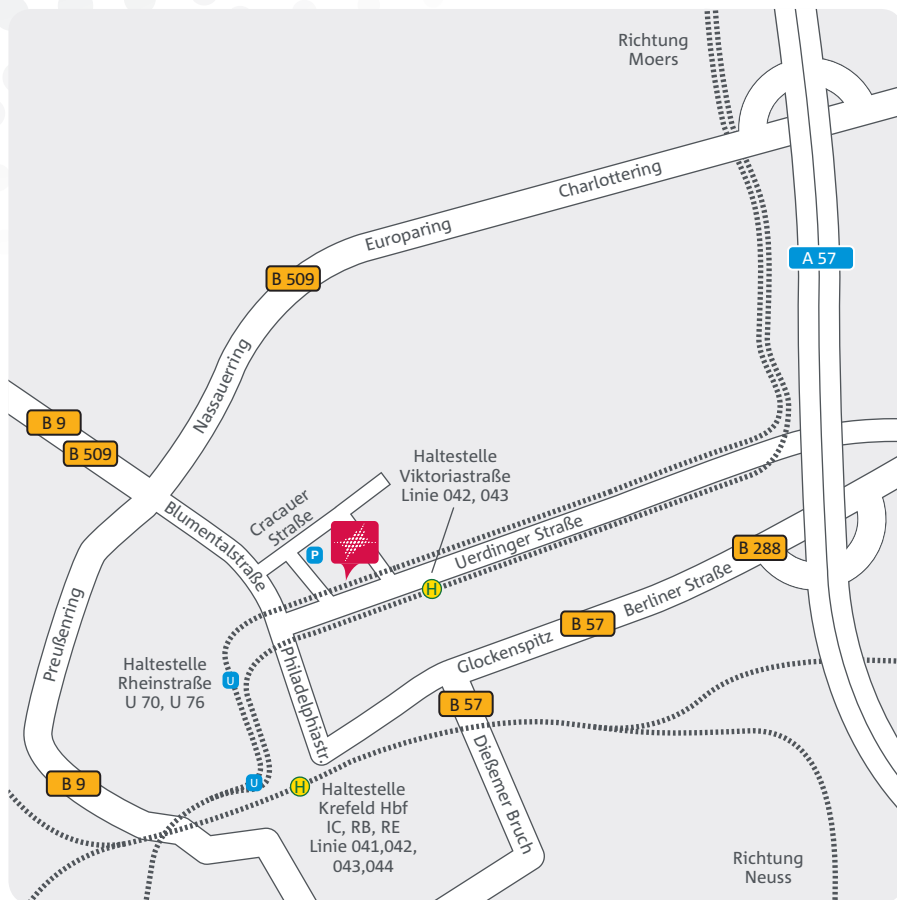 Richtung
Moers
Charlottering
Europaring
A 57
B 509
Nassauerring
B 9
B 509
Haltestelle
Viktoriastraße
Linie 042, 043
Cracauer
Straße
Blumentalstraße
P
Uerdinger Straße
B 288
H
Berliner Straße
B 57
Glockenspitz
Preußenring
Haltestelle
Rheinstraße
U 70, U 76
U
Philadelphiastr.
B 57
Dießemer Bruch
B 9
U
H
Haltestelle
Krefeld Hbf
IC, RB, RE
Linie 041,042,
043,044
Richtung
Neuss